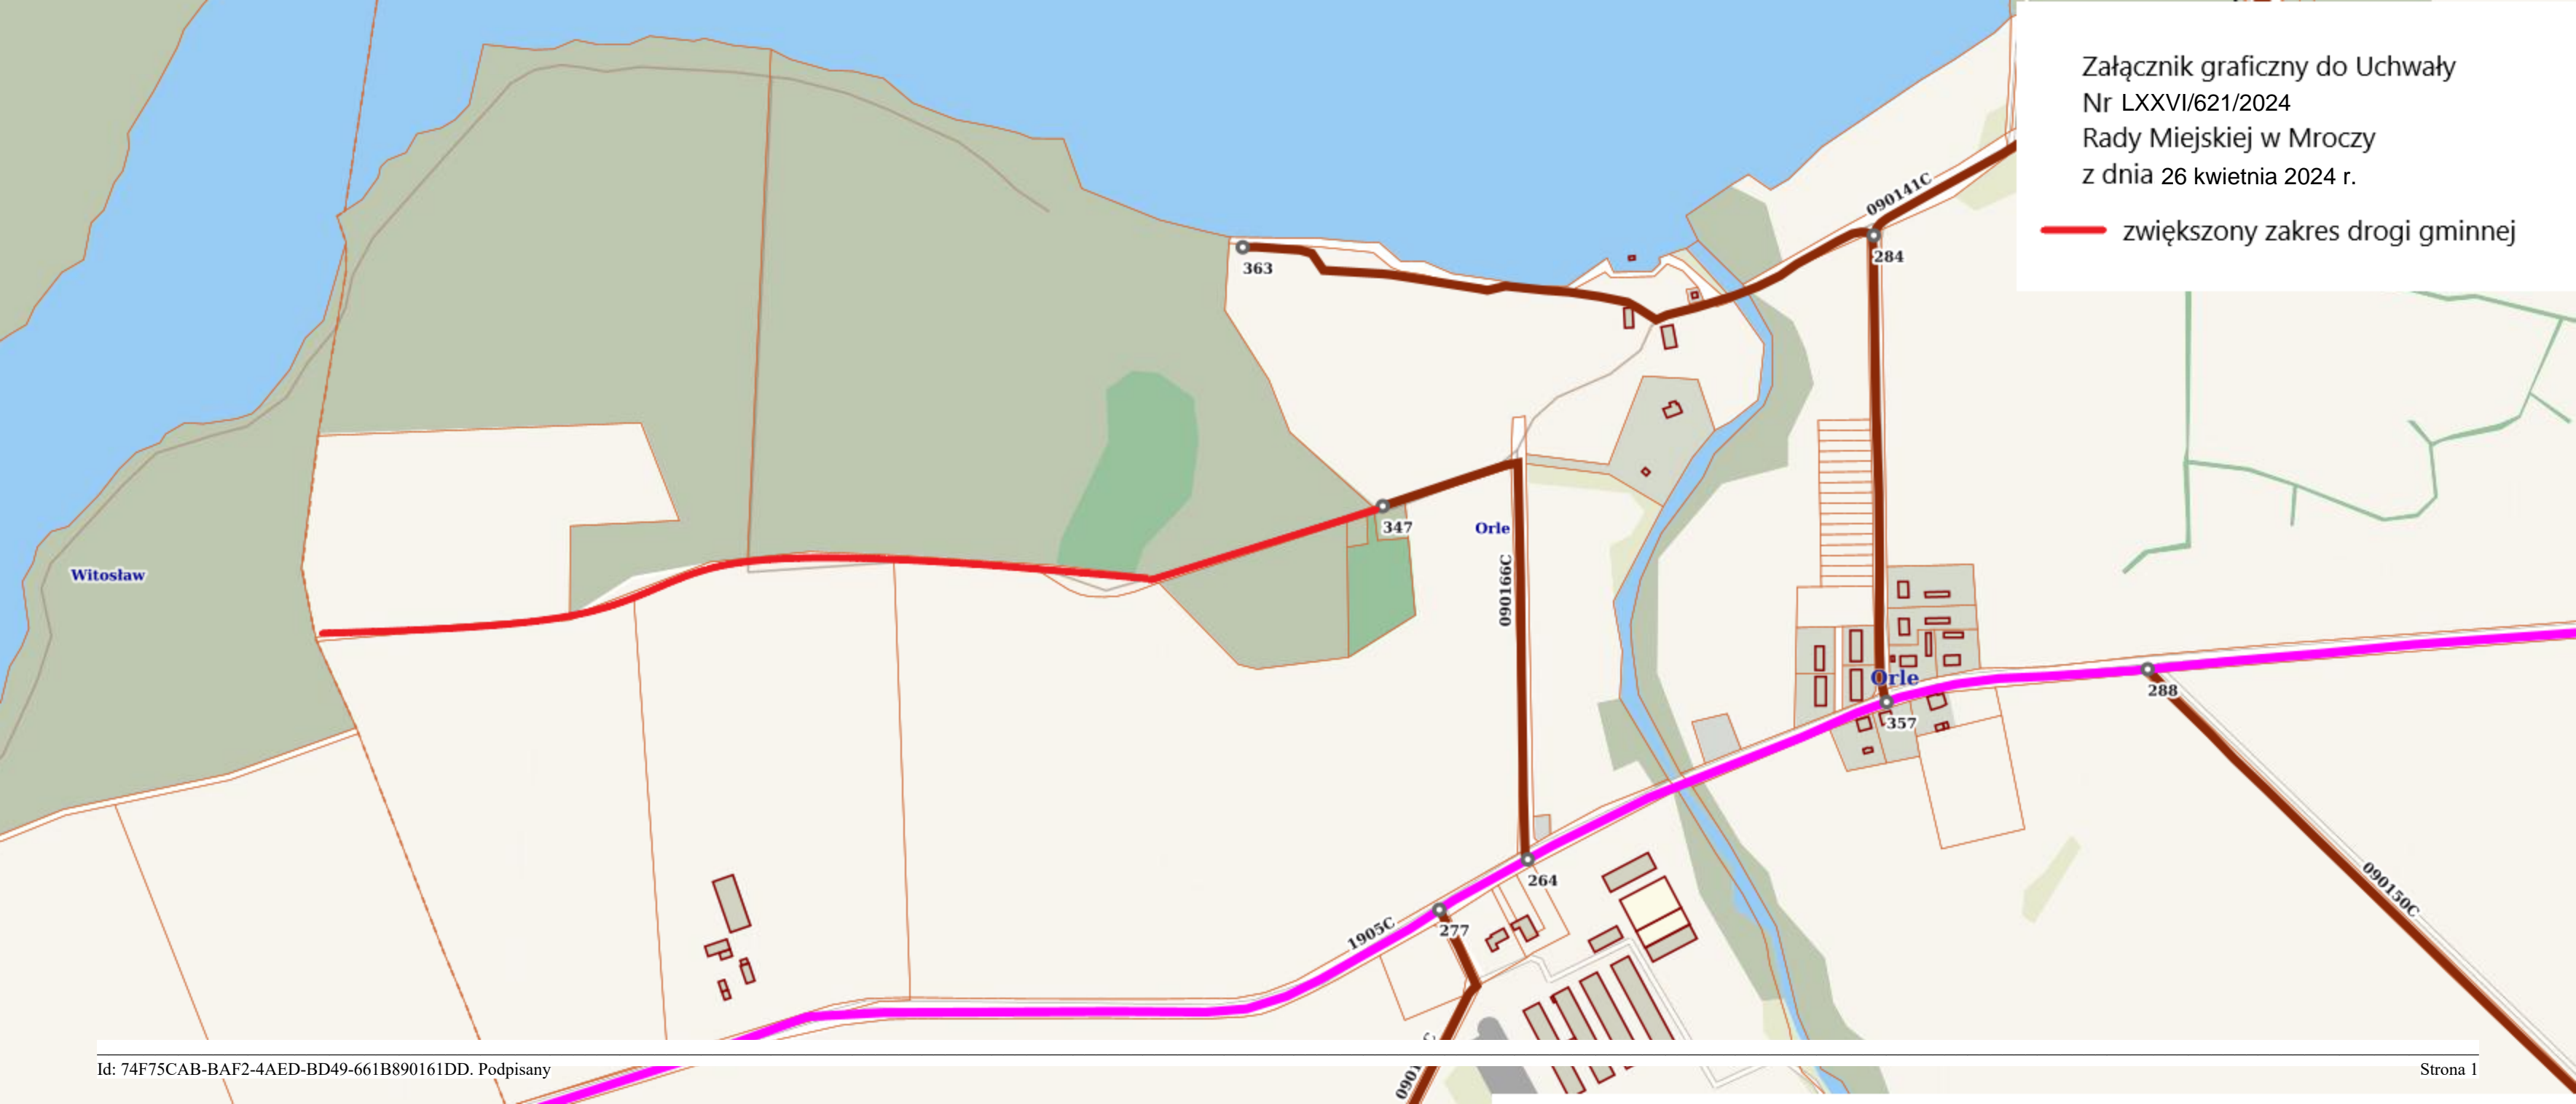 Załącznik graficzny do Uchwały
Nr LXXVI/621/2024
Rady Miejskiej w Mroczy
z dnia 26 kwietnia 2024 r.
zwiększony zakres drogi gminnej
090141C
284
363
347
Orle
090166C
Witosław
Orle
357
288
264
090150C
1905C
277
Id: 74F75CAB-BAF2-4AED-BD49-661B890161DD. Podpisany
Strona 1